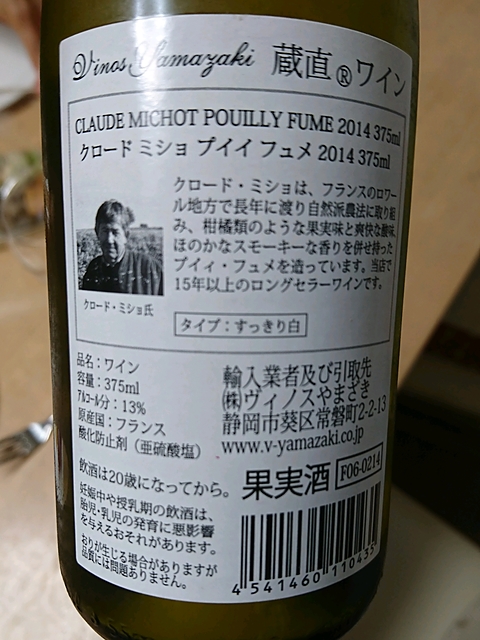 Vinos Yamazaki 蔵直®ワイン
CLAUDE MICHOT POUILLY FUME 2014 375ml
クロード ミショ プイイ フュメ 2014 375ml
クロード・ミショは、フランスのロワー
ル地方で長年に渡り自然派農法に取り組
み、柑橘類のような果実味と爽快な酸味、
ほのかなスモーキーな香りを併せ持った
プイィ・フュメを造っています。当店で
15年以上のロングセラーワインです。
クロード・ミショ氏
タイプ：すっきり白
品名：ワイン
容量：375ml
アルコール分：13%
原産国：フランス
酸化防止剤（亜硫酸塩）
輸入業者及び引取先
㈱ヴィノスやまざき
静岡市葵区常磐町2-2-13
www.v-yamazaki.co.jp
飲酒は20歳になってから。
妊娠中や授乳期の飲酒は、
胎児・乳児の発育に悪影響
を与えるおそれがあります。
おりが生じる場合がありますが
品質には問題ありません。
果実酒 F06-0214
4 541460 110435